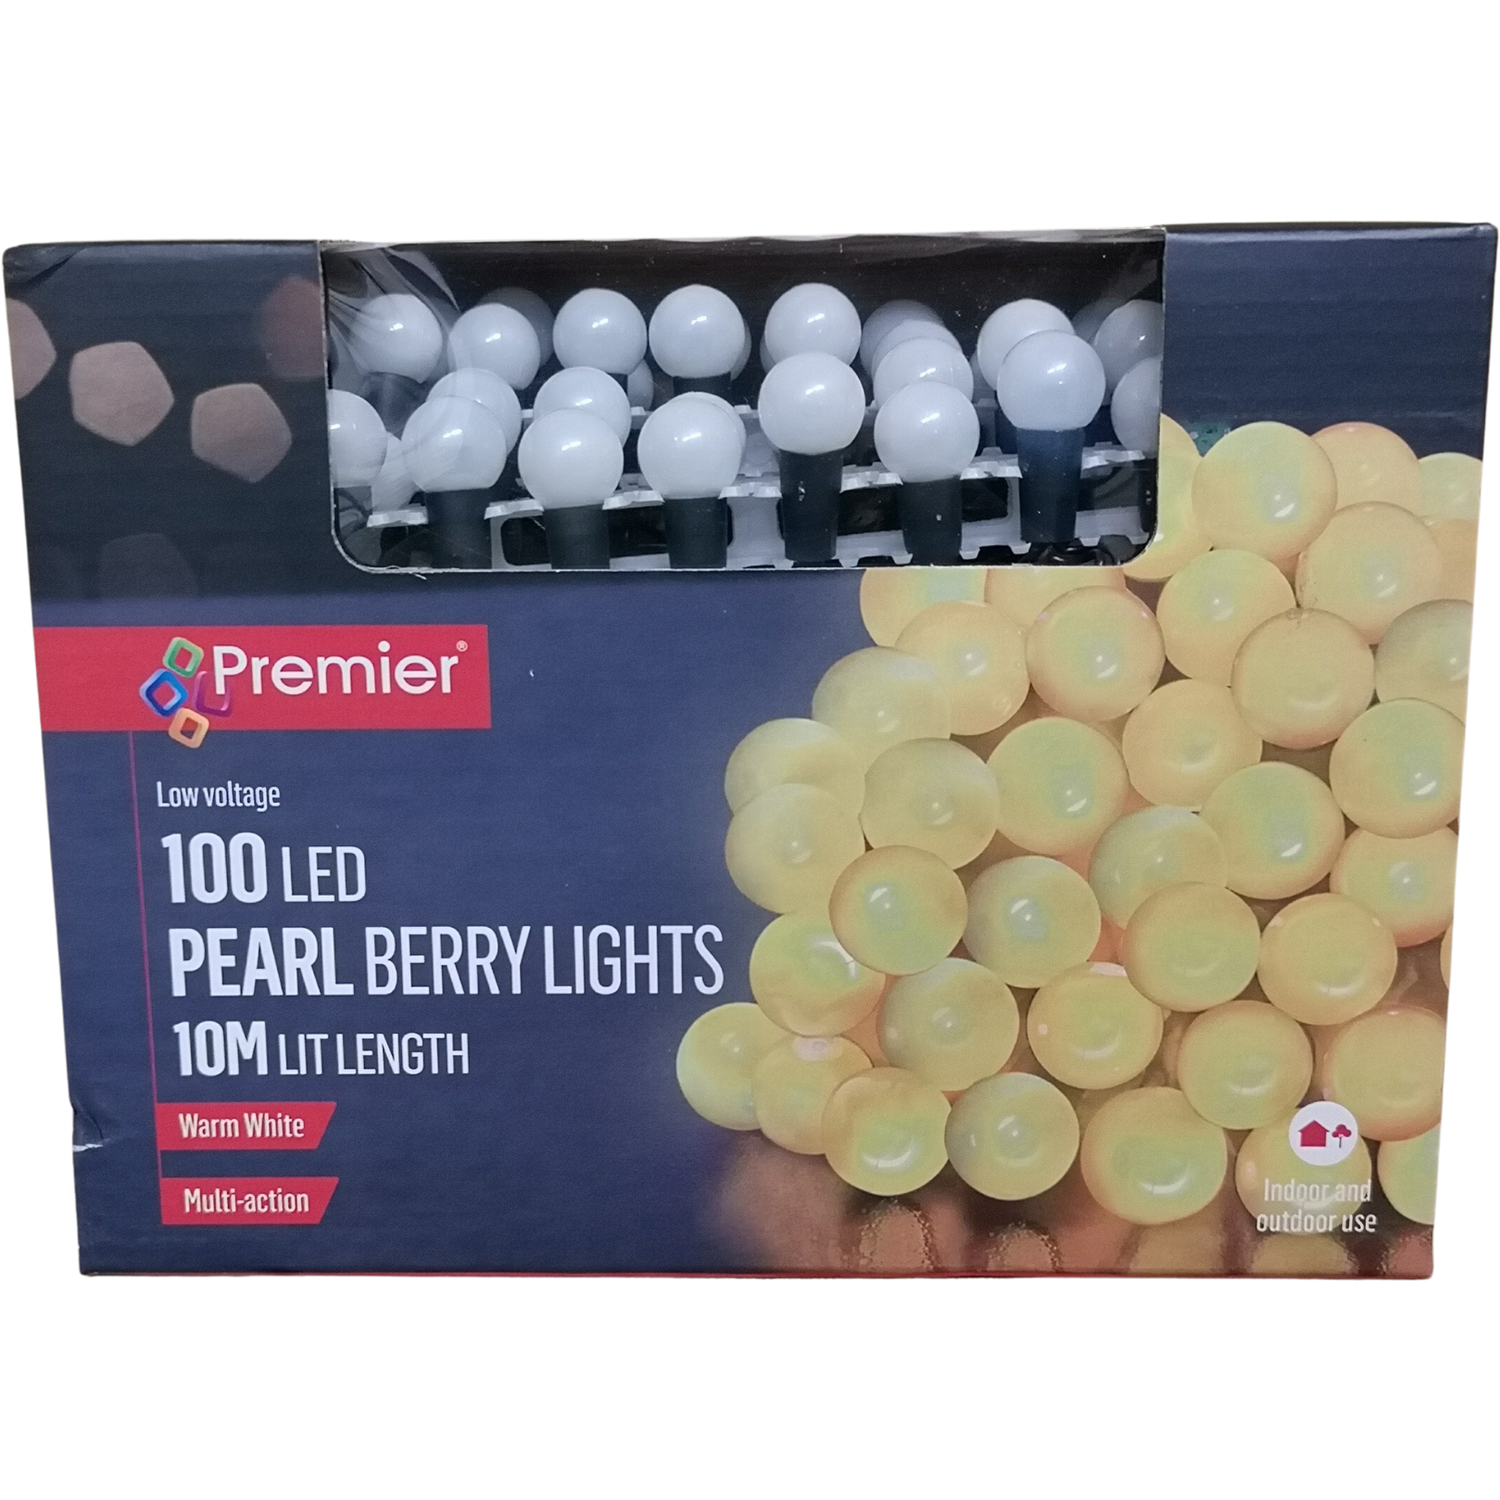 Premier®
Low voltage
100 LED
PEARL BERRY LIGHTS
10M LIT LENGTH
Warm White
Multi-action
Indoor and
outdoor use